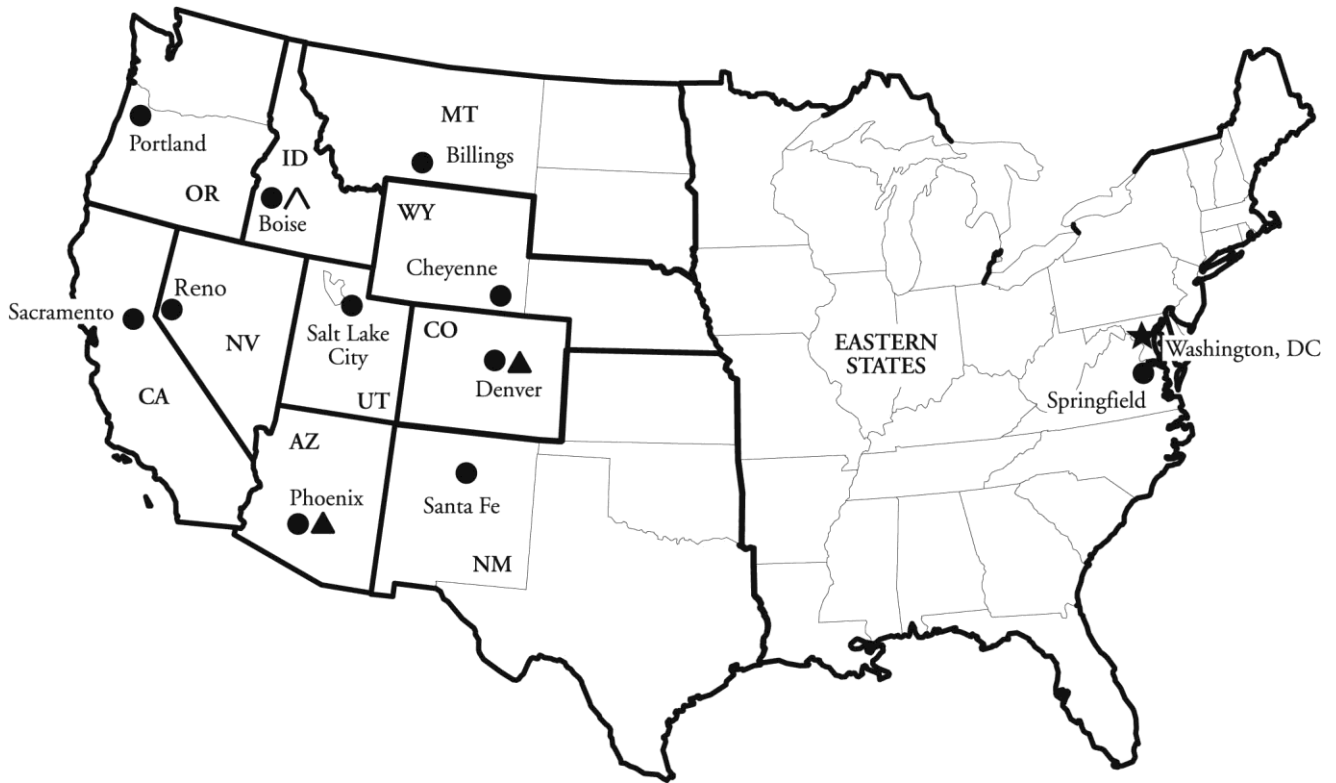 MT
Billings
Portland
ID
OR
Boise
WY
Cheyenne
Reno
Sacramento
NV
Salt Lake
City
UT
CO
Denver
CA
AZ
Phoenix
Santa Fe
NM
EASTERN
STATES
Washington, DC
Springfield